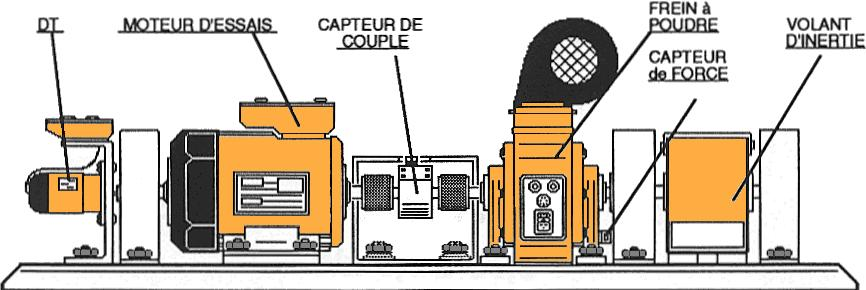 DT
MOTEUR D'ESSAIS
CAPTEUR DE
COUPLE
FREIN à
POUDRE
CAPTEUR
de FORCE
VOLANT
D'INERTIE